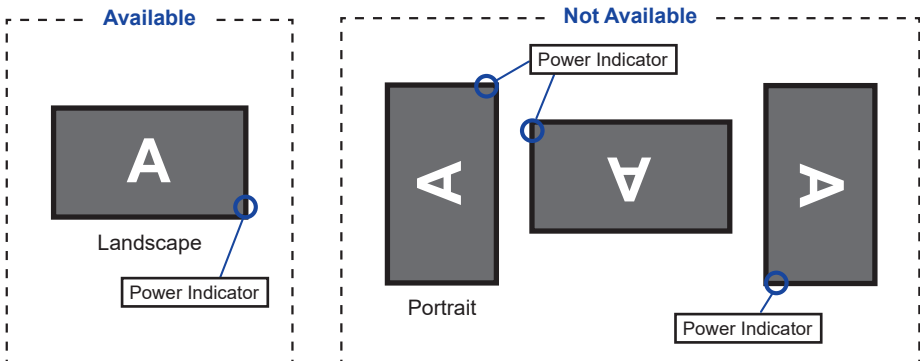 Available
A
Landscape
Power Indicator
Not Available
Power Indicator
A
A
A
Portrait
Power Indicator